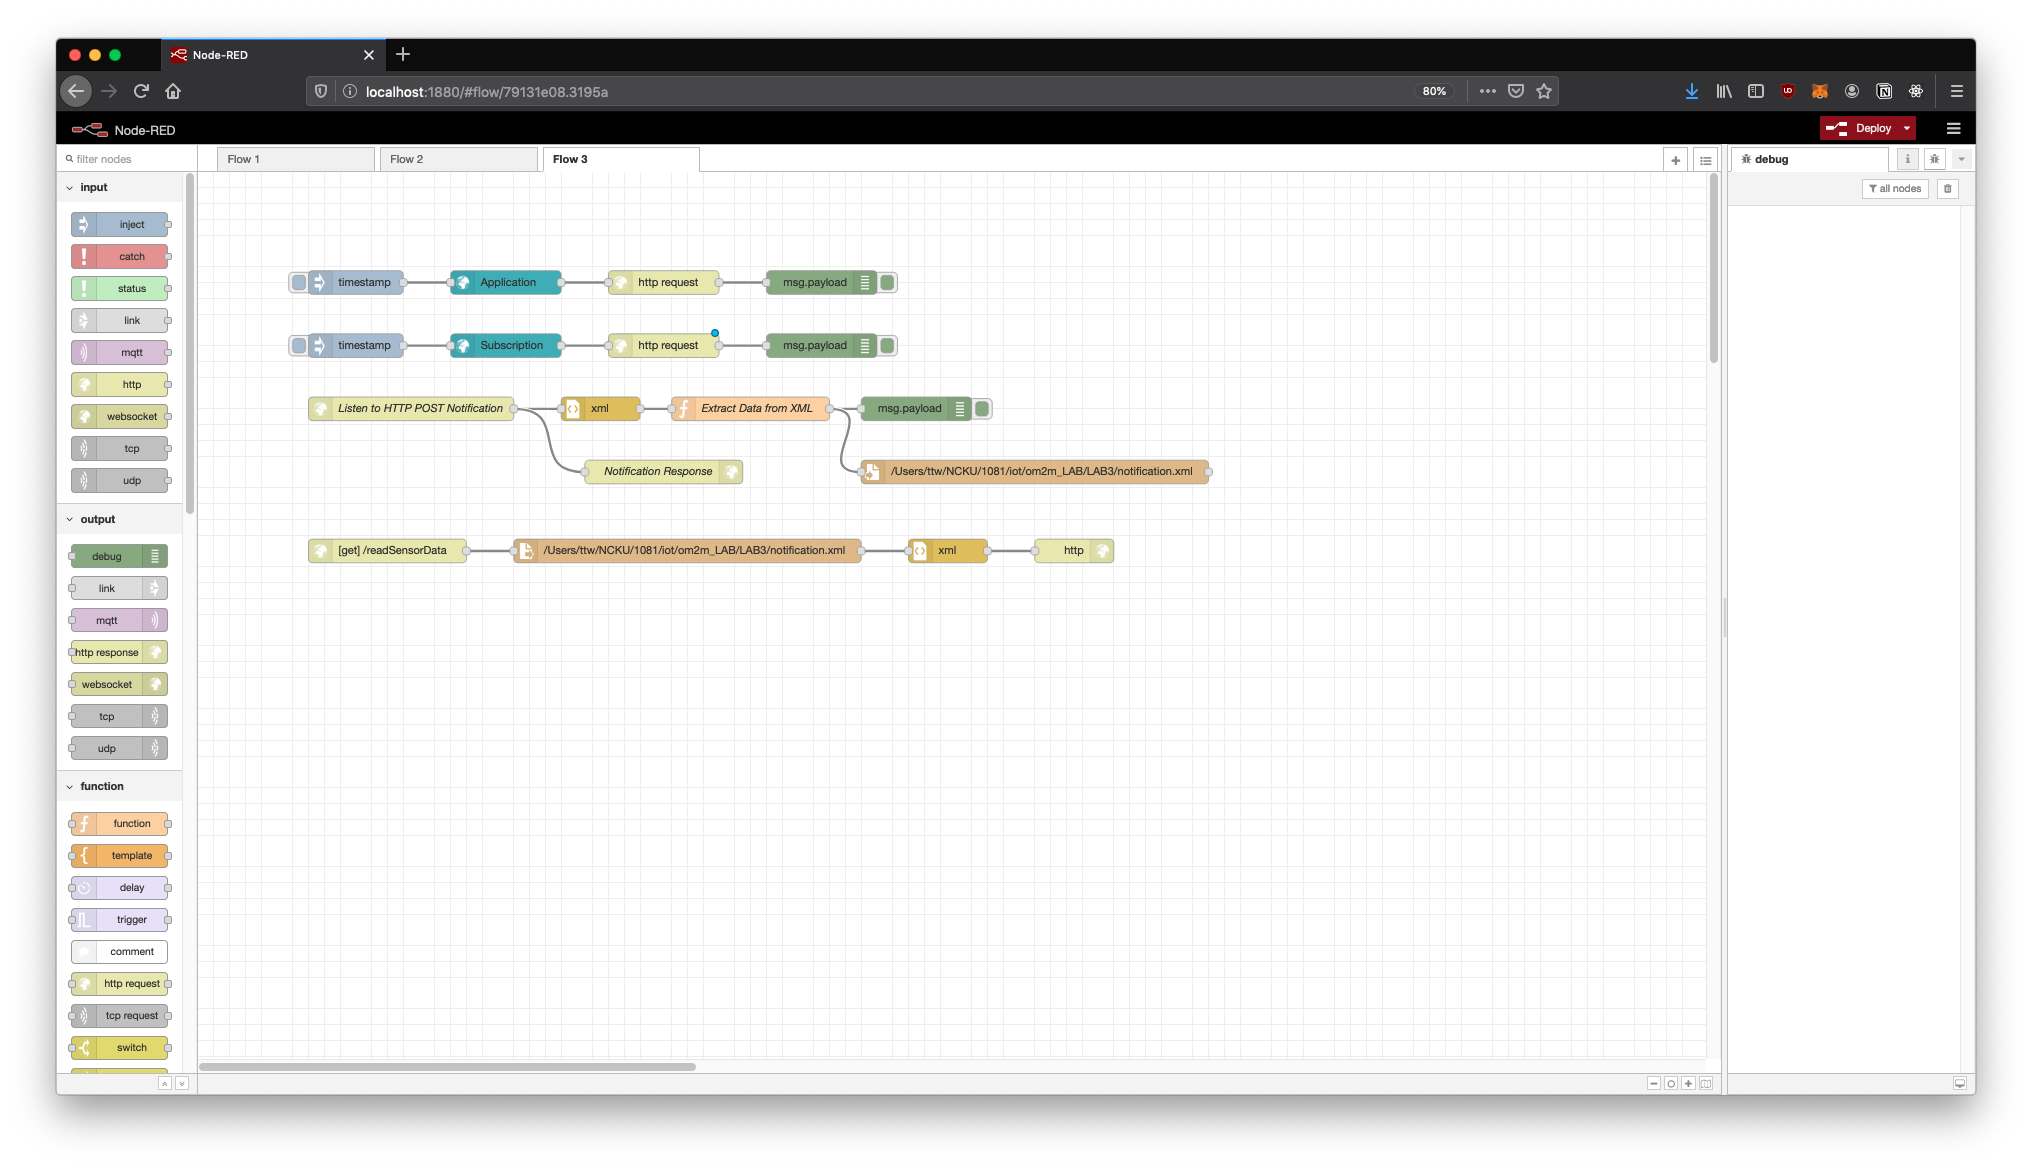 Node-RED
localhost:1880/#flow/79131e08.3195a
80%
Node-RED
Deploy
filter nodes
Flow 1
Flow 2
Flow 3
debug
all nodes
input
inject
catch
status
link
mqtt
http
websocket
tcp
udp
output
debug
link
mqtt
http response
websocket
tcp
udp
function
function
template
delay
trigger
comment
http request
tcp request
switch
timestamp
Application
http request
msg.payload
timestamp
Subscription
http request
msg.payload
Listen to HTTP POST Notification
xml
Extract Data from XML
msg.payload
Notification Response
/Users/ttw/NCKU/1081/iot/om2m_LAB/LAB3/notification.xml
[get] /readSensorData
/Users/ttw/NCKU/1081/iot/om2m_LAB/LAB3/notification.xml
xml
http